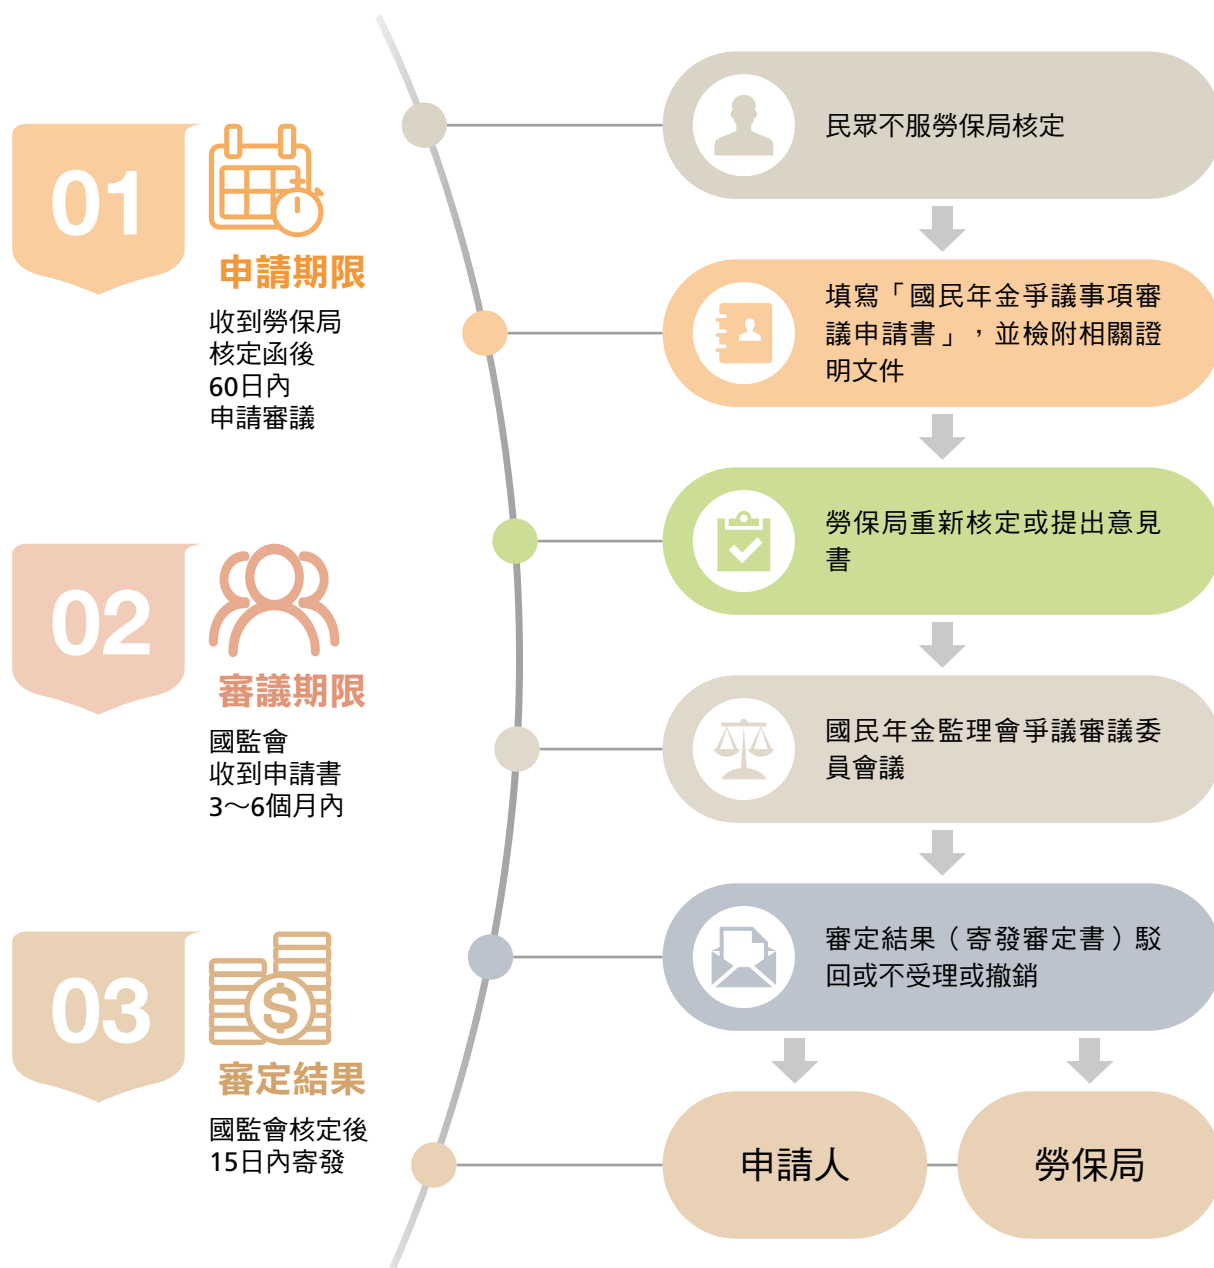 01
申請期限
收到勞保局
核定函後
60日內
申請審議
02
審議期限
國監會
收到申請書
3～6個月內
03
審定結果
國監會核定後
15日內寄發
民眾不服勞保局核定
填寫「國民年金爭議事項審
議申請書」，並檢附相關證
明文件
勞保局重新核定或提出意見
書
國民年金監理會爭議審議委
員會議
審定結果（寄發審定書）駁
回或不受理或撤銷
申請人
勞保局